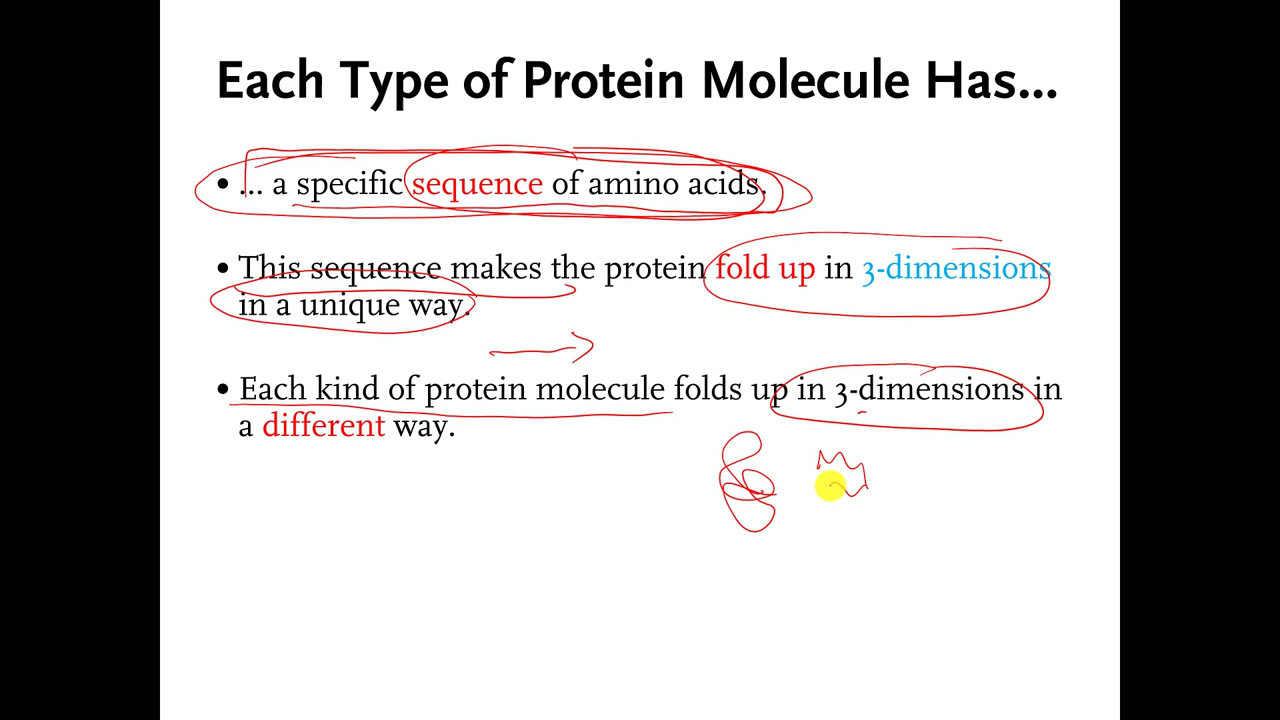 Each Type of Protein Molecule Has...
• ... a specific sequence of amino acids.
• This sequence makes the protein fold up in 3-dimensions
in a unique way.
• Each kind of protein molecule folds up in 3-dimensions in
a different way.